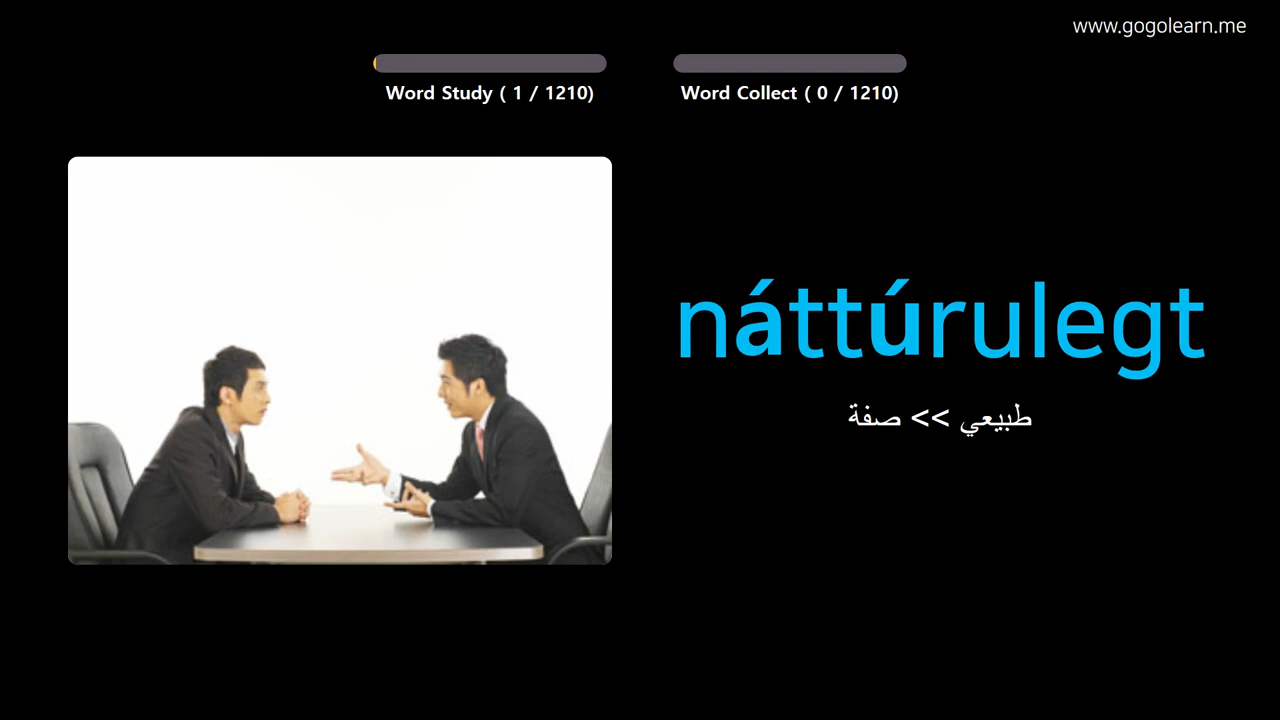 www.gogolearn.me
Word Study ( 1 / 1210)
Word Collect ( 0 / 1210)
náttúrulegt
طبيعي >> صفة